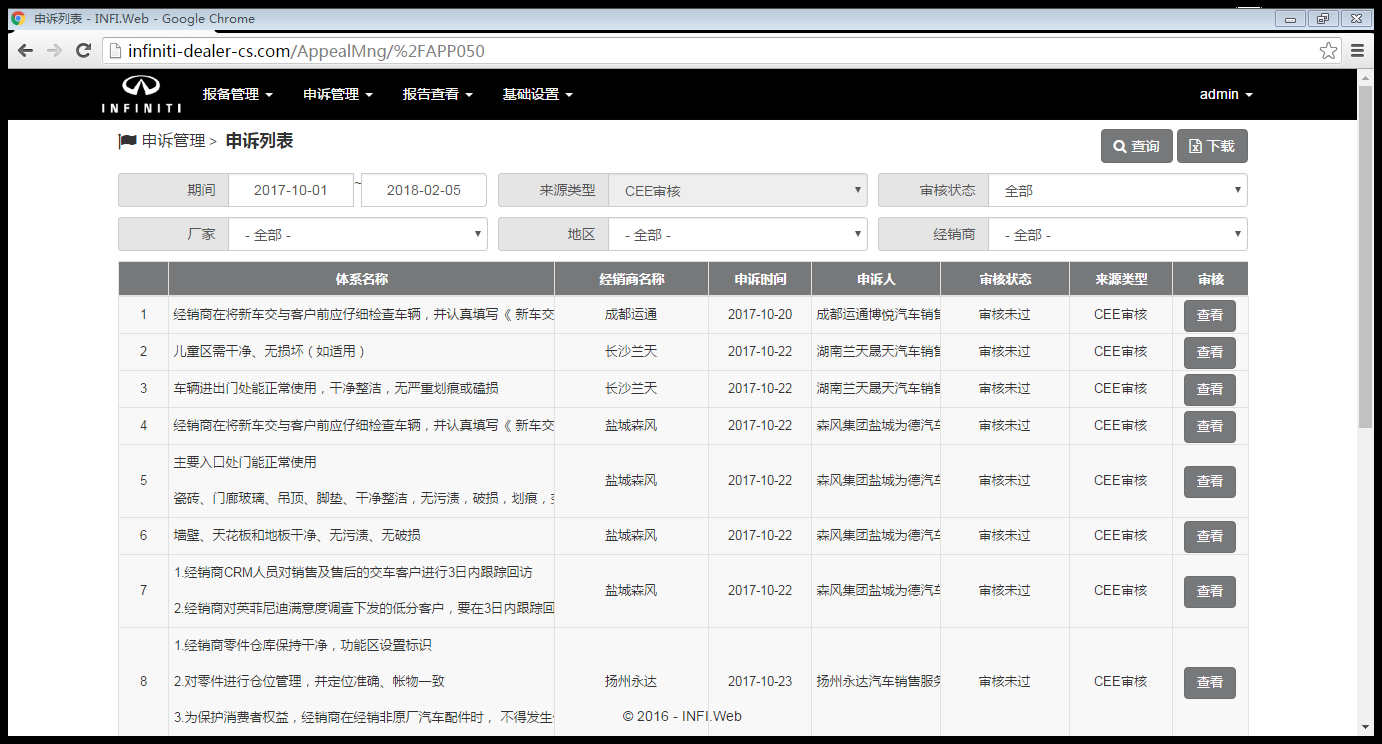 申诉列表 - INFI.Web - Google Chrome
infiniti-dealer-cs.com/AppealMng/%2FAPP050
INFINITI 报备管理 申诉管理 报告查看 基础设置 admin
申诉管理 > 申诉列表 查询 下载
期间 2017-10-01 ~ 2018-02-05 来源类型 CEE审核 审核状态 全部
厂家 - 全部 - 地区 - 全部 - 经销商 - 全部 -
体系名称 经销商名称 申诉时间 申诉人 审核状态 来源类型 审核
1 经销商在将新车交与客户前应仔细检查车辆，并认真填写《 新车交 成都运通 2017-10-20 成都运通博悦汽车销售 审核未过 CEE审核 查看
2 儿童区需干净、无损坏（如适用） 长沙兰天 2017-10-22 湖南兰天晟天汽车销售 审核未过 CEE审核 查看
3 车辆进出门处能正常使用，干净整洁，无严重划痕或磕损 长沙兰天 2017-10-22 湖南兰天晟天汽车销售 审核未过 CEE审核 查看
4 经销商在将新车交与客户前应仔细检查车辆，并认真填写《 新车交 盐城森风 2017-10-22 森风集团盐城为德汽车 审核未过 CEE审核 查看
主要入口处门能正常使用
5 盐城森风 2017-10-22 森风集团盐城为德汽车 审核未过 CEE审核 查看
瓷砖、门廊玻璃、吊顶、脚垫、干净整洁，无污渍，破损，划痕，
6 墙壁、天花板和地板干净、无污渍、无破损 盐城森风 2017-10-22 森风集团盐城为德汽车 审核未过 CEE审核 查看
1.经销商CRM人员对销售及售后的交车客户进行3日内跟踪回访
7 盐城森风 2017-10-22 森风集团盐城为德汽车 审核未过 CEE审核 查看
2.经销商对英菲尼迪满意度调查下发的低分客户，要在3日内跟踪回
1.经销商零件仓库保持干净，功能区设置标识
8 2.对零件进行仓位管理，并定位准确、帐物一致 扬州永达 2017-10-23 扬州永达汽车销售服务 审核未过 CEE审核 查看
3.为保护消费者权益，经销商在经销非原厂汽车配件时， 不得发生
© 2016 - INFI.Web